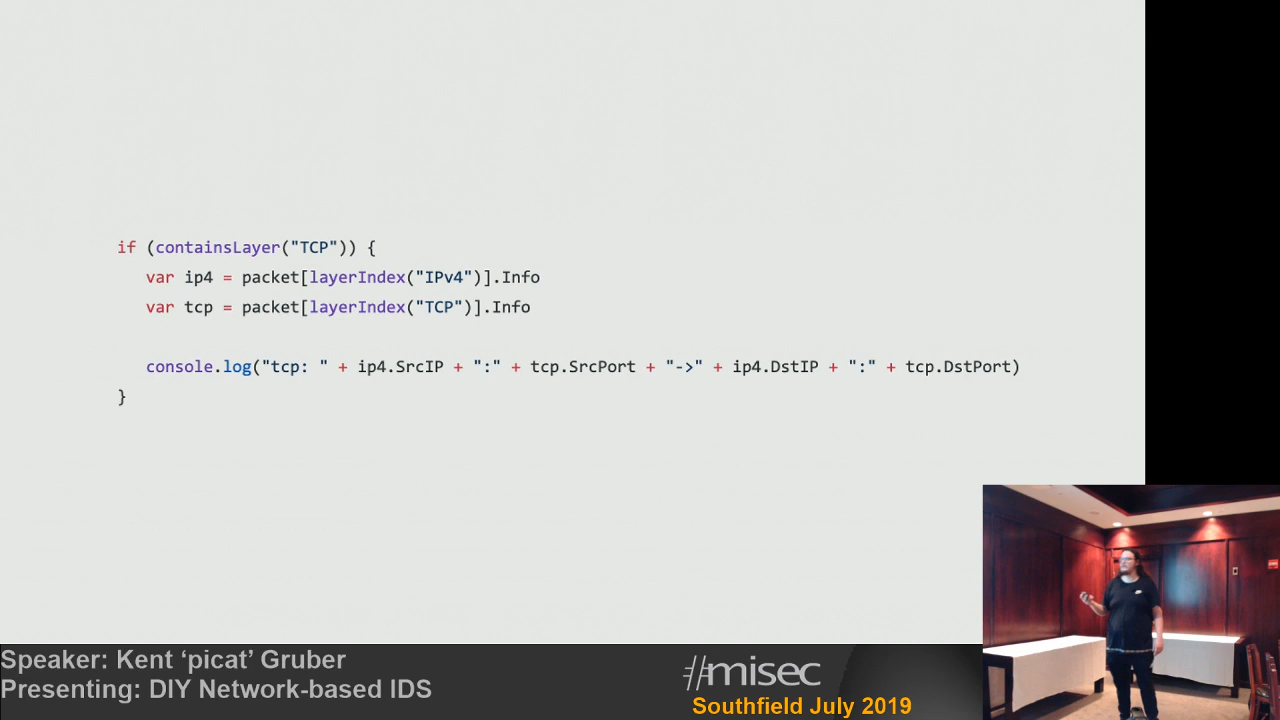 if (containsLayer("TCP")) {
var ip4 = packet[layerIndex("IPv4")].Info
var tcp = packet[layerIndex("TCP")].Info
console.log("tcp: " + ip4.SrcIP + ":" + tcp.SrcPort + "->" + ip4.DstIP + ":" + tcp.DstPort)
}
Speaker: Kent ‘picat’ Gruber
Presenting: DIY Network-based IDS
#misec
Southfield July 2019